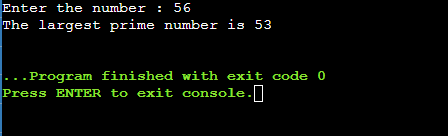 Enter the number : 56
The largest prime number is 53
...Program finished with exit code 0
Press ENTER to exit console.